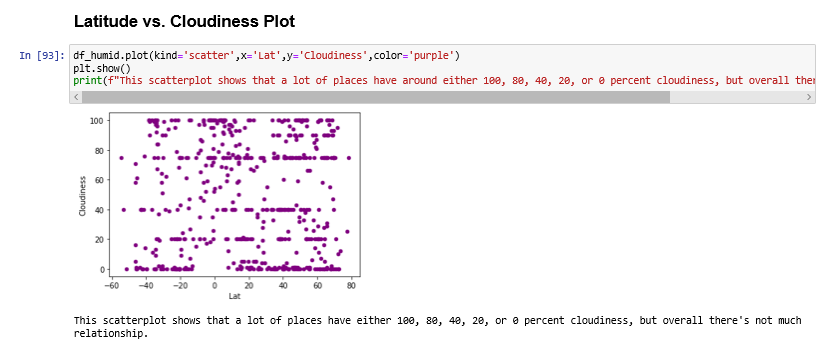 Latitude vs. Cloudiness Plot
In [93]: df_humid.plot(kind='scatter',x='Lat',y='Cloudiness',color='purple')
plt.show()
print(f"This scatterplot shows that a lot of places have around either 100, 80, 40, 20, or 0 percent cloudiness, but overall ther
100
80
60
40
20
0
Cloudiness
−60 −40 −20 0 20 40 60 80
Lat
This scatterplot shows that a lot of places have either 100, 80, 40, 20, or 0 percent cloudiness, but overall there's not much
relationship.